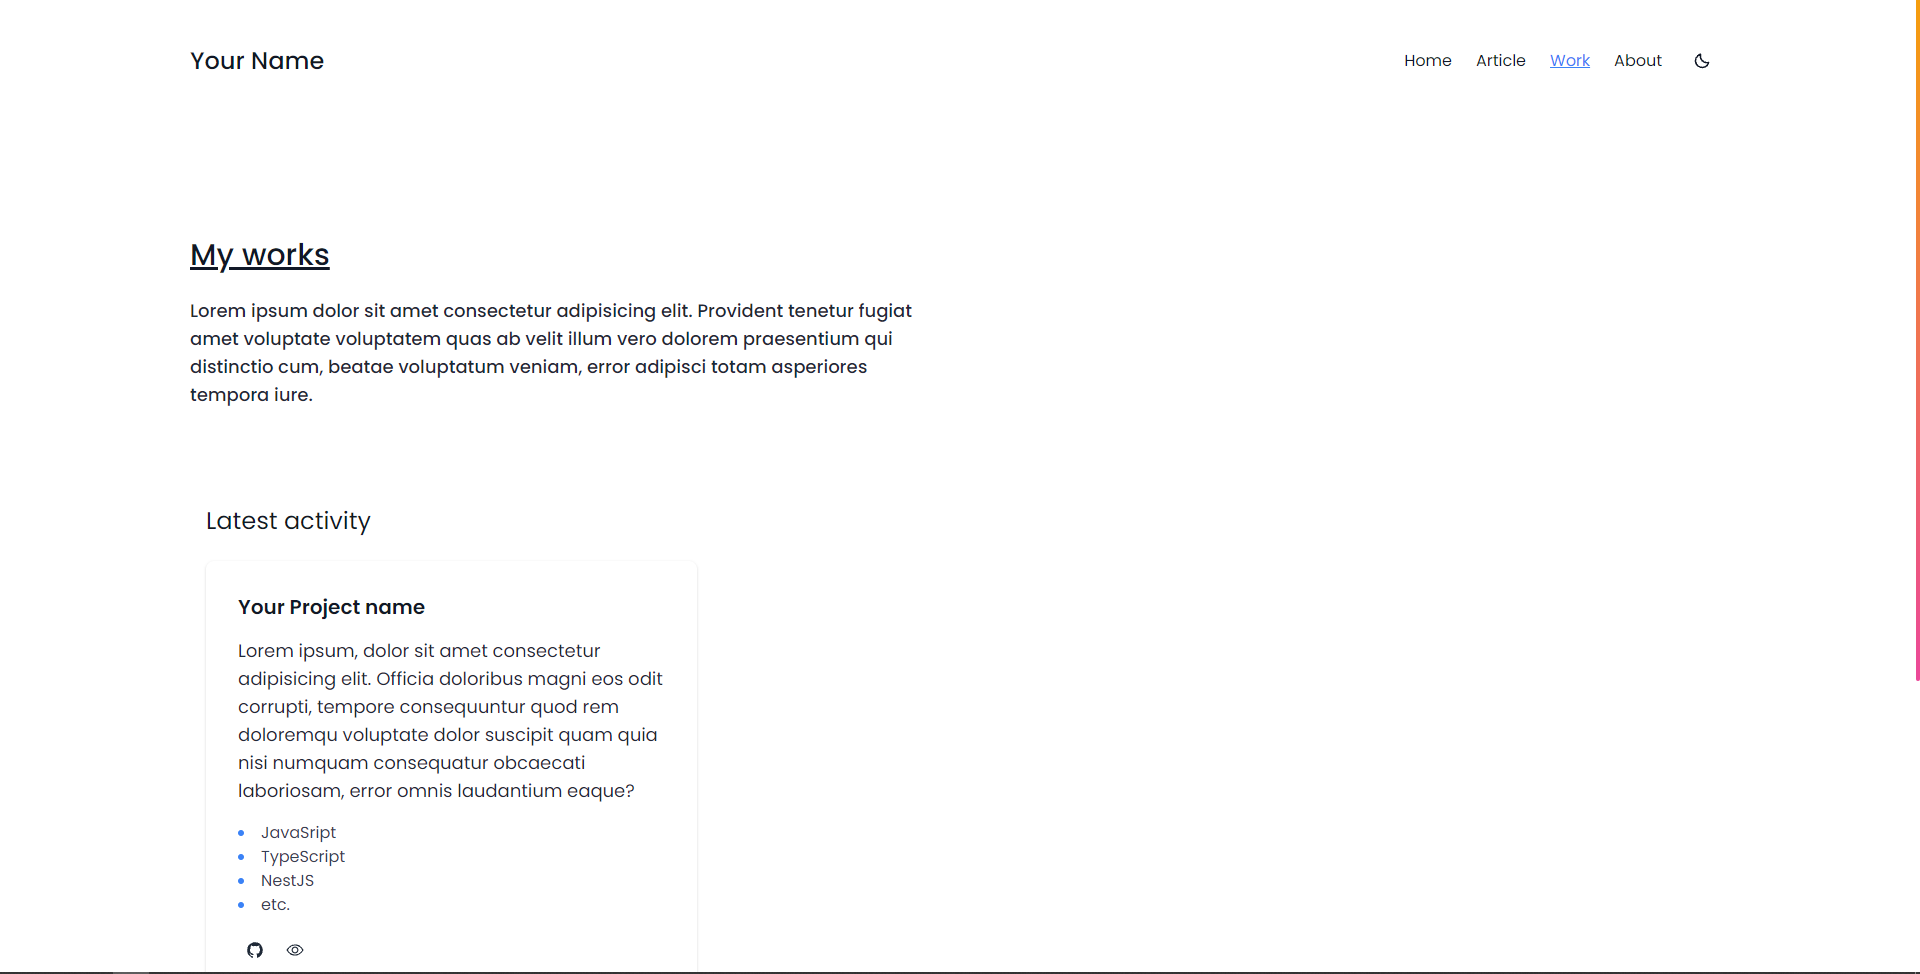 Your Name
Home Article Work About
My works
Lorem ipsum dolor sit amet consectetur adipisicing elit. Provident tenetur fugiat
amet voluptate voluptatem quas ab velit illum vero dolorem praesentium qui
distinctio cum, beatae voluptatum veniam, error adipisci totam asperiores
tempora iure.
Latest activity
Your Project name
Lorem ipsum, dolor sit amet consectetur
adipisicing elit. Officia doloribus magni eos odit
corrupti, tempore consequuntur quod rem
doloremqu voluptate dolor suscipit quam quia
nisi numquam consequatur obcaecati
laboriosam, error omnis laudantium eaque?
JavaSript
TypeScript
NestJS
etc.